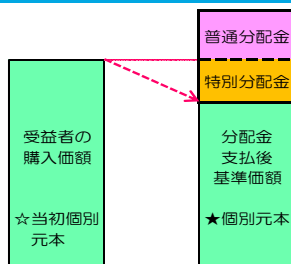 普通分配金
特別分配金
受益者の
購入価額
☆当初個別
元本
分配金
支払後
基準価額
★個別元本